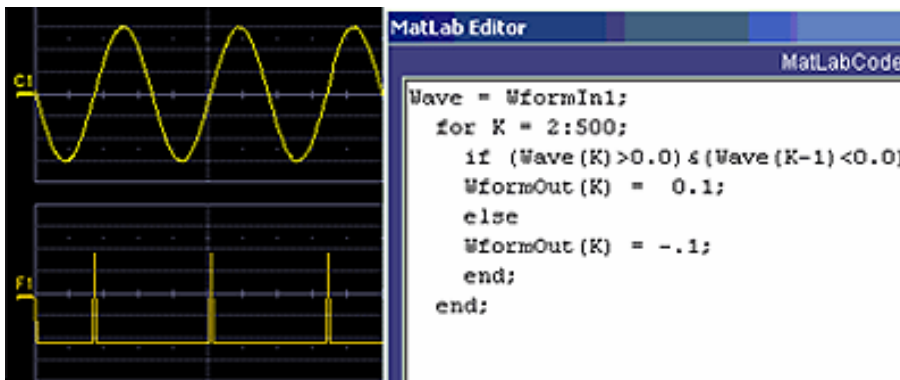 C1
F1
MatLab Editor
MatLabCode
Wave = WformIn1;
for K = 2:500;
if (Wave(K)>0.0)&(Wave(K-1)<0.0)
WformOut(K) = 0.1;
else
WformOut(K) = -.1;
end;
end;